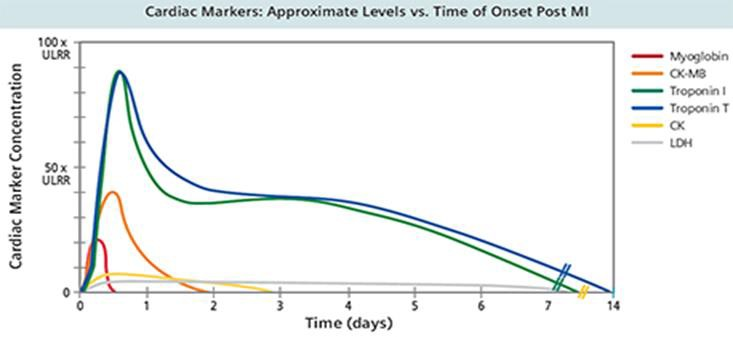 Cardiac Markers: Approximate Levels vs. Time of Onset Post MI
100 x
ULRR
50 x
ULRR
0
Cardiac Marker Concentration
0 1 2 3 4 5 6 7 14
Time (days)
Myoglobin
CK-MB
Troponin I
Troponin T
CK
LDH